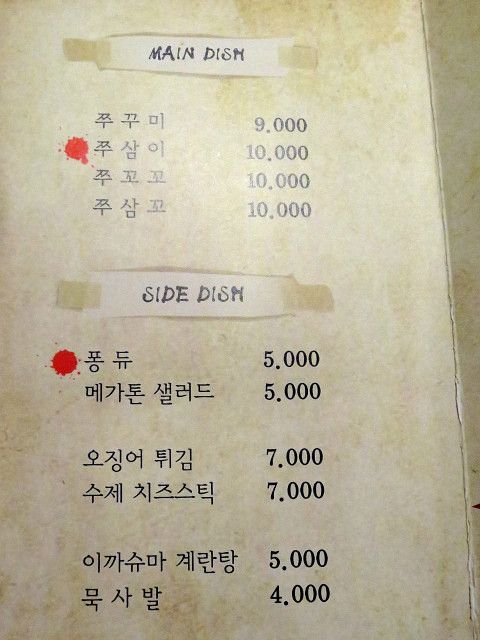 MAIN DISH
쭈 꾸 미 9.000
쭈 삼 이 10.000
쭈 꼬 꼬 10.000
쭈 삼 꼬 10.000
SIDE DISH
퐁 듀 5.000
메가톤 샐러드 5.000
오징어 튀김 7.000
수제 치즈스틱 7.000
이까슈마 계란탕 5.000
묵 사 발 4.000